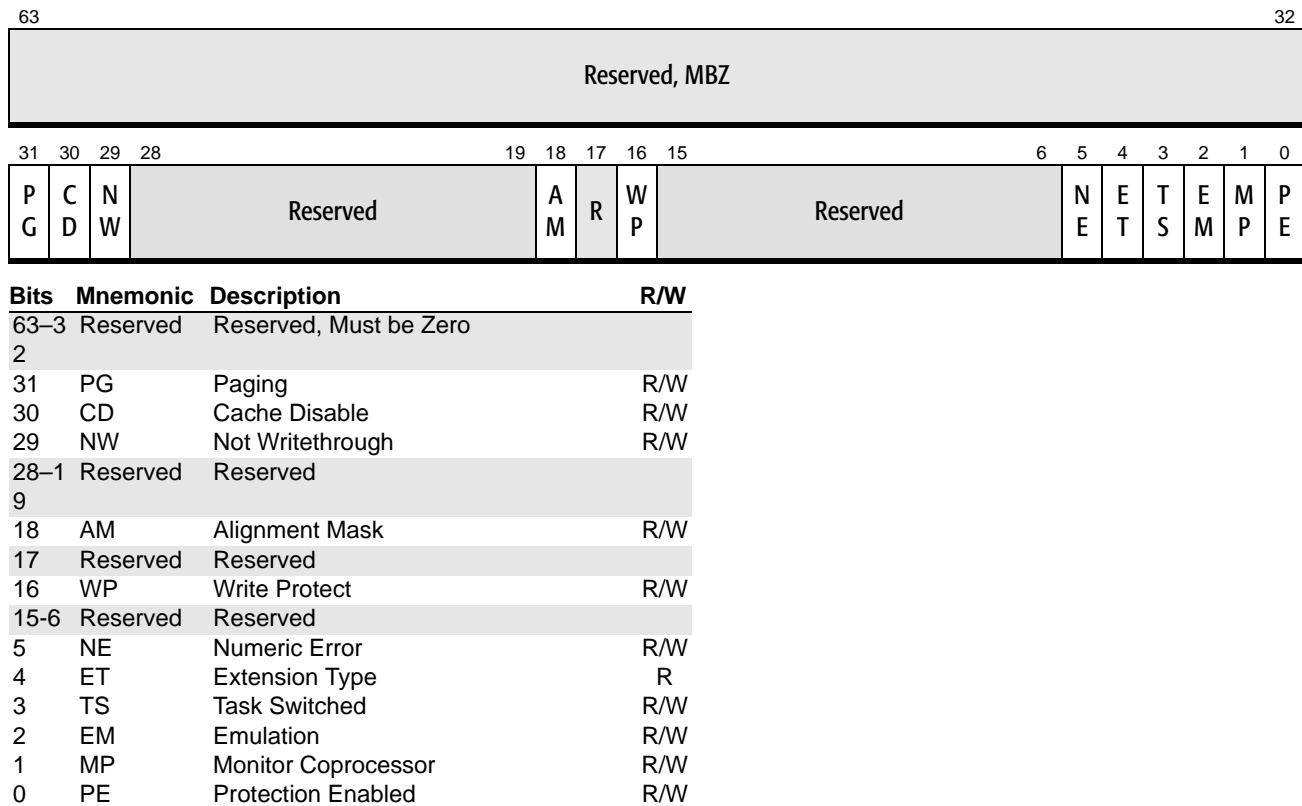 63 32
Reserved, MBZ
31 30 29 28 19 18 17 16 15 6 5 4 3 2 1 0
P C N Reserved A R W Reserved N E T E M P
G D W M P E T S M P E
Bits Mnemonic Description R/W
63–3 Reserved Reserved, Must be Zero
2
31 PG Paging R/W
30 CD Cache Disable R/W
29 NW Not Writethrough R/W
28–1 Reserved Reserved
9
18 AM Alignment Mask R/W
17 Reserved Reserved
16 WP Write Protect R/W
15-6 Reserved Reserved
5 NE Numeric Error R/W
4 ET Extension Type R
3 TS Task Switched R/W
2 EM Emulation R/W
1 MP Monitor Coprocessor R/W
0 PE Protection Enabled R/W